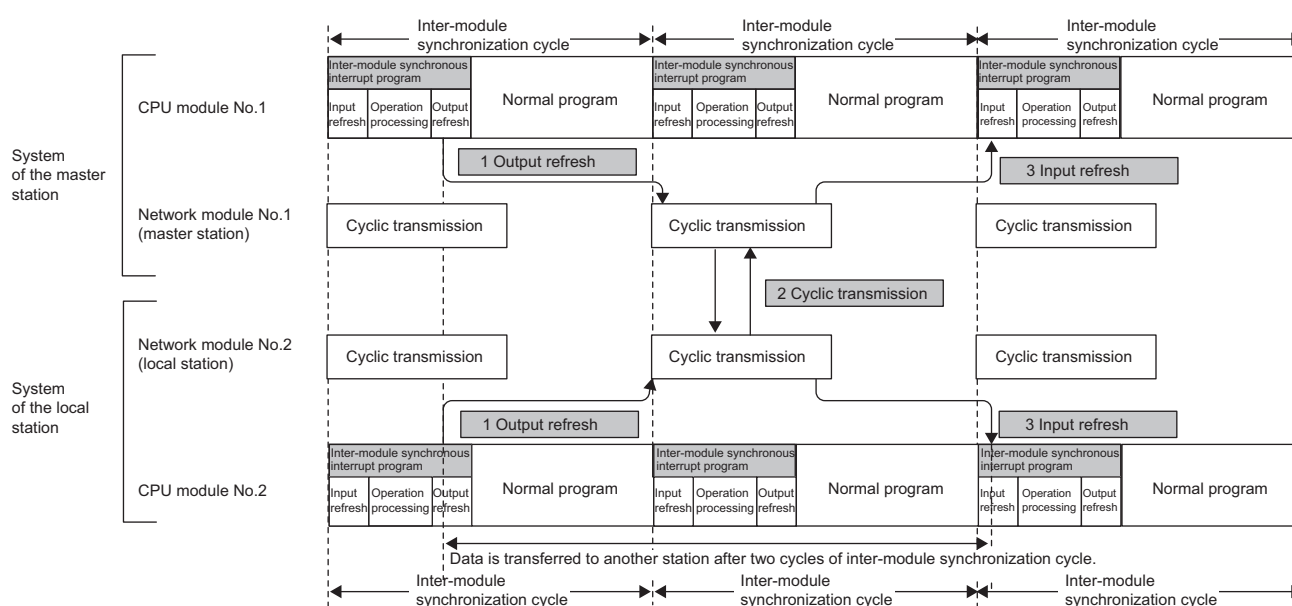 Inter-module
synchronization cycle
Inter-module
synchronization cycle
Inter-module
synchronization cycle
System
of the master
station
CPU module No.1
Inter-module synchronous
interrupt program
Input
refresh
Operation
processing
Output
refresh
Normal program
Inter-module synchronous
interrupt program
Input
refresh
Operation
processing
Output
refresh
Normal program
Inter-module synchronous
interrupt program
Input
refresh
Operation
processing
Output
refresh
Normal program
1 Output refresh
3 Input refresh
Network module No.1
(master station)
Cyclic transmission
Cyclic transmission
Cyclic transmission
2 Cyclic transmission
System
of the local
station
Network module No.2
(local station)
Cyclic transmission
Cyclic transmission
Cyclic transmission
1 Output refresh
3 Input refresh
CPU module No.2
Inter-module synchronous
interrupt program
Input
refresh
Operation
processing
Output
refresh
Normal program
Inter-module synchronous
interrupt program
Input
refresh
Operation
processing
Output
refresh
Normal program
Inter-module synchronous
interrupt program
Input
refresh
Operation
processing
Output
refresh
Normal program
Data is transferred to another station after two cycles of inter-module synchronization cycle.
Inter-module
synchronization cycle
Inter-module
synchronization cycle
Inter-module
synchronization cycle